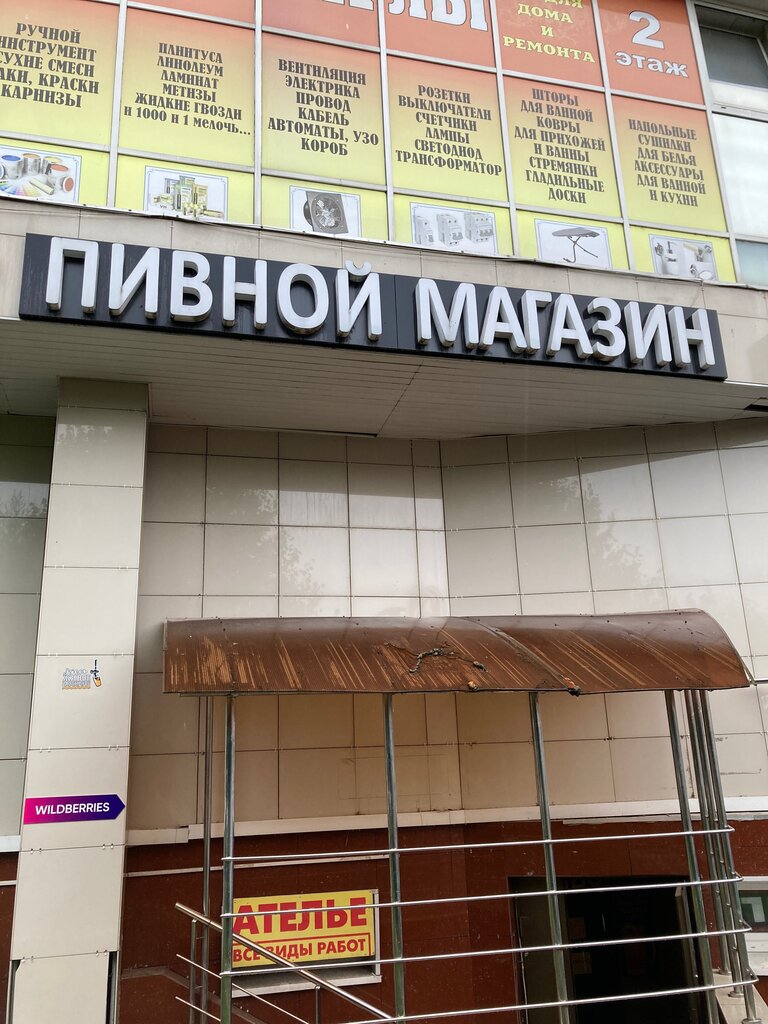 ДОМА
И
РЕМОНТА
2
этаж
РУЧНОЙ
ИНСТРУМЕНТ
СУХИЕ СМЕСИ
КРАСКИ
КАРНИЗЫ
ПЛИНТУСА
ЛИНОЛЕУМ
ЛАМИНАТ
МЕТИЗЫ
ЖИДКИЕ ГВОЗДИ
и 1000 и 1 мелочь...
ВЕНТИЛЯЦИЯ
ЭЛЕКТРИКА
ПРОВОД
КАБЕЛЬ
АВТОМАТЫ, УЗО
КОРОБ
РОЗЕТКИ
ВЫКЛЮЧАТЕЛИ
СЧЕТЧИКИ
ЛАМПЫ
СВЕТОДИОД
ТРАНСФОРМАТОР
ШТОРЫ
ДЛЯ ВАННОЙ
КОВРЫ
ДЛЯ ПРИХОЖЕЙ
И ВАННЫ
СТРЕМЯНКИ
ГЛАДИЛЬНЫЕ
ДОСКИ
НАПОЛЬНЫЕ
СУШИЛКИ
ДЛЯ БЕЛЬЯ
АКСЕССУАРЫ
ДЛЯ ВАННОЙ
И КУХНИ
ПИВНОЙ МАГАЗИН
WILDBERRIES
АТЕЛЬЕ
ВСЕ ВИДЫ РАБОТ